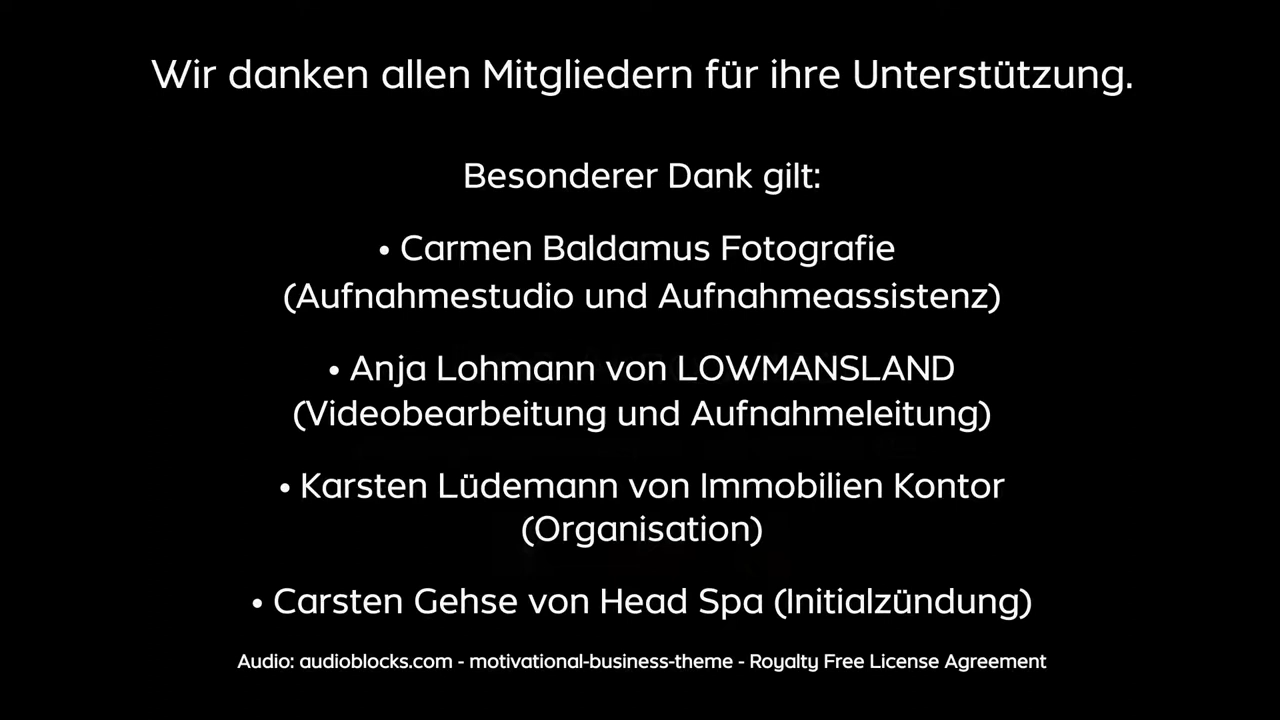 Wir danken allen Mitgliedern für ihre Unterstützung.
Besonderer Dank gilt:
• Carmen Baldamus Fotografie
(Aufnahmestudio und Aufnahmeassistenz)
• Anja Lohmann von LOWMANSLAND
(Videobearbeitung und Aufnahmeleitung)
• Karsten Lüdemann von Immobilien Kontor
(Organisation)
• Carsten Gehse von Head Spa (Initialzündung)
Audio: audioblocks.com - motivational-business-theme - Royalty Free License Agreement